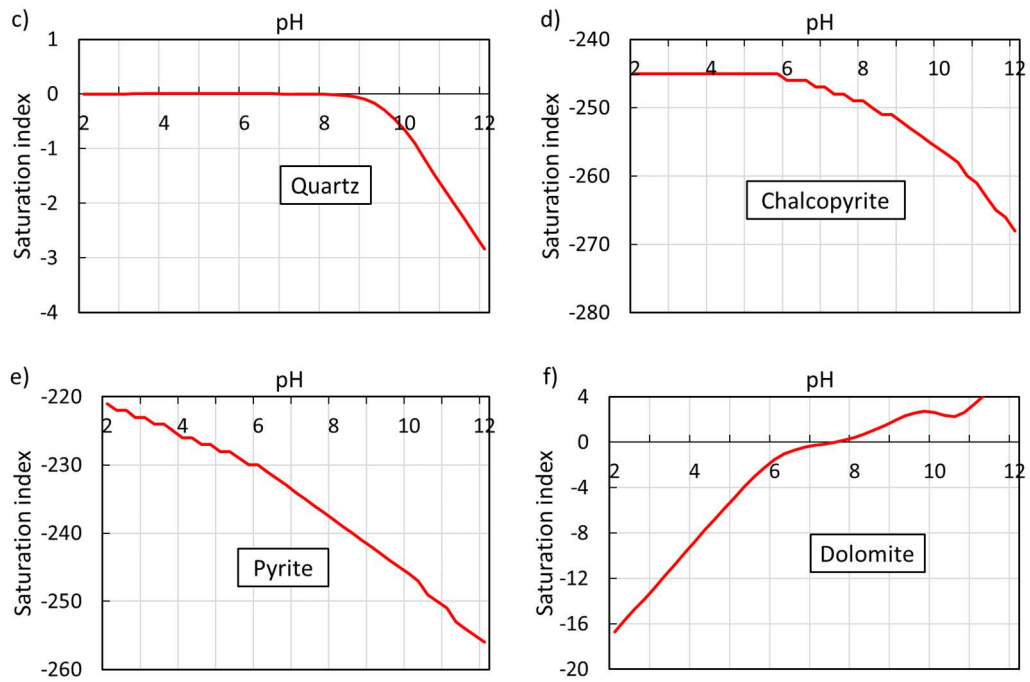 c)
pH
1
0
-1
-2
-3
-4
2 4 6 8 10 12
Saturation index
Quartz
d)
pH
-240
-250
-260
-270
-280
2 4 6 8 10 12
Saturation index
Chalcopyrite
e)
pH
-220
-230
-240
-250
-260
2 4 6 8 10 12
Saturation index
Pyrite
f)
pH
4
0
-4
-8
-12
-16
-20
2 4 6 8 10 12
Saturation index
Dolomite